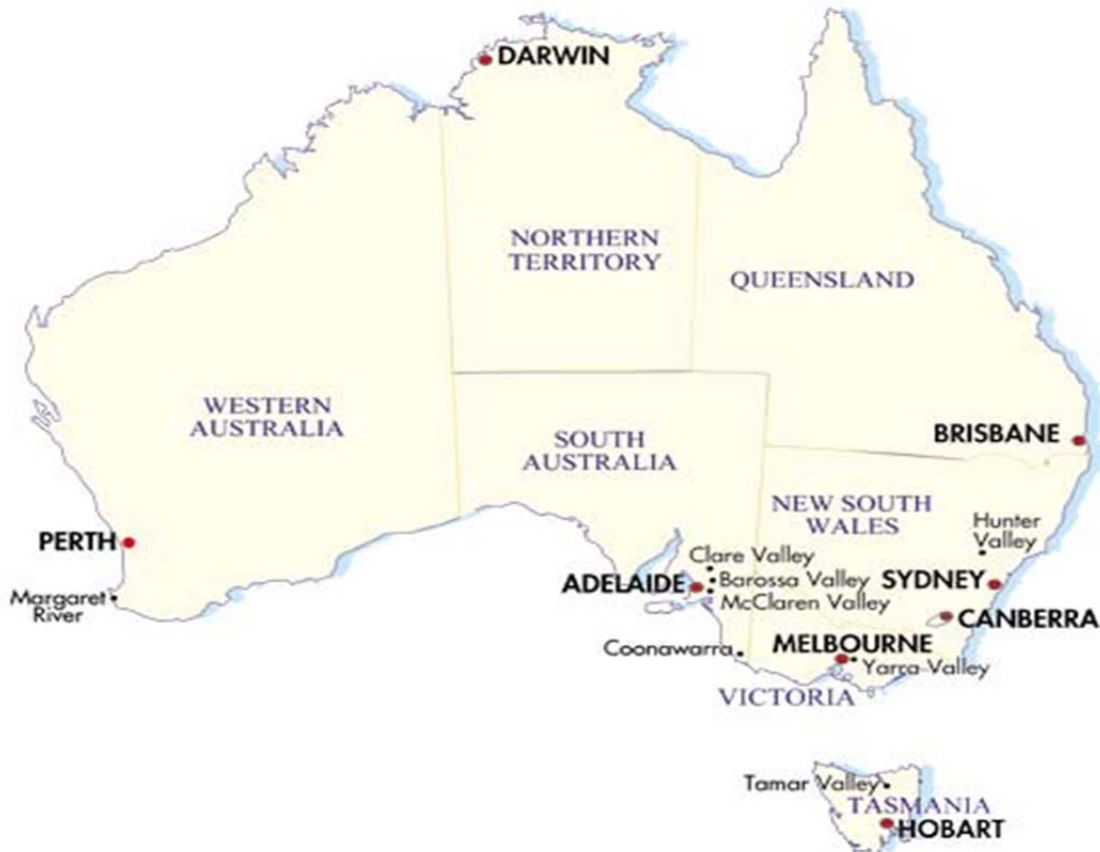 DARWIN
NORTHERN
TERRITORY
QUEENSLAND
WESTERN
AUSTRALIA
SOUTH
AUSTRALIA
BRISBANE
NEW SOUTH
WALES
Hunter
Valley
PERTH
Clare Valley
ADELAIDE
Barossa Valley
SYDNEY
McClaren Valley
Margaret
River
CANBERRA
Coonawarra
MELBOURNE
Yarra Valley
VICTORIA
Tamar Valley
TASMANIA
HOBART